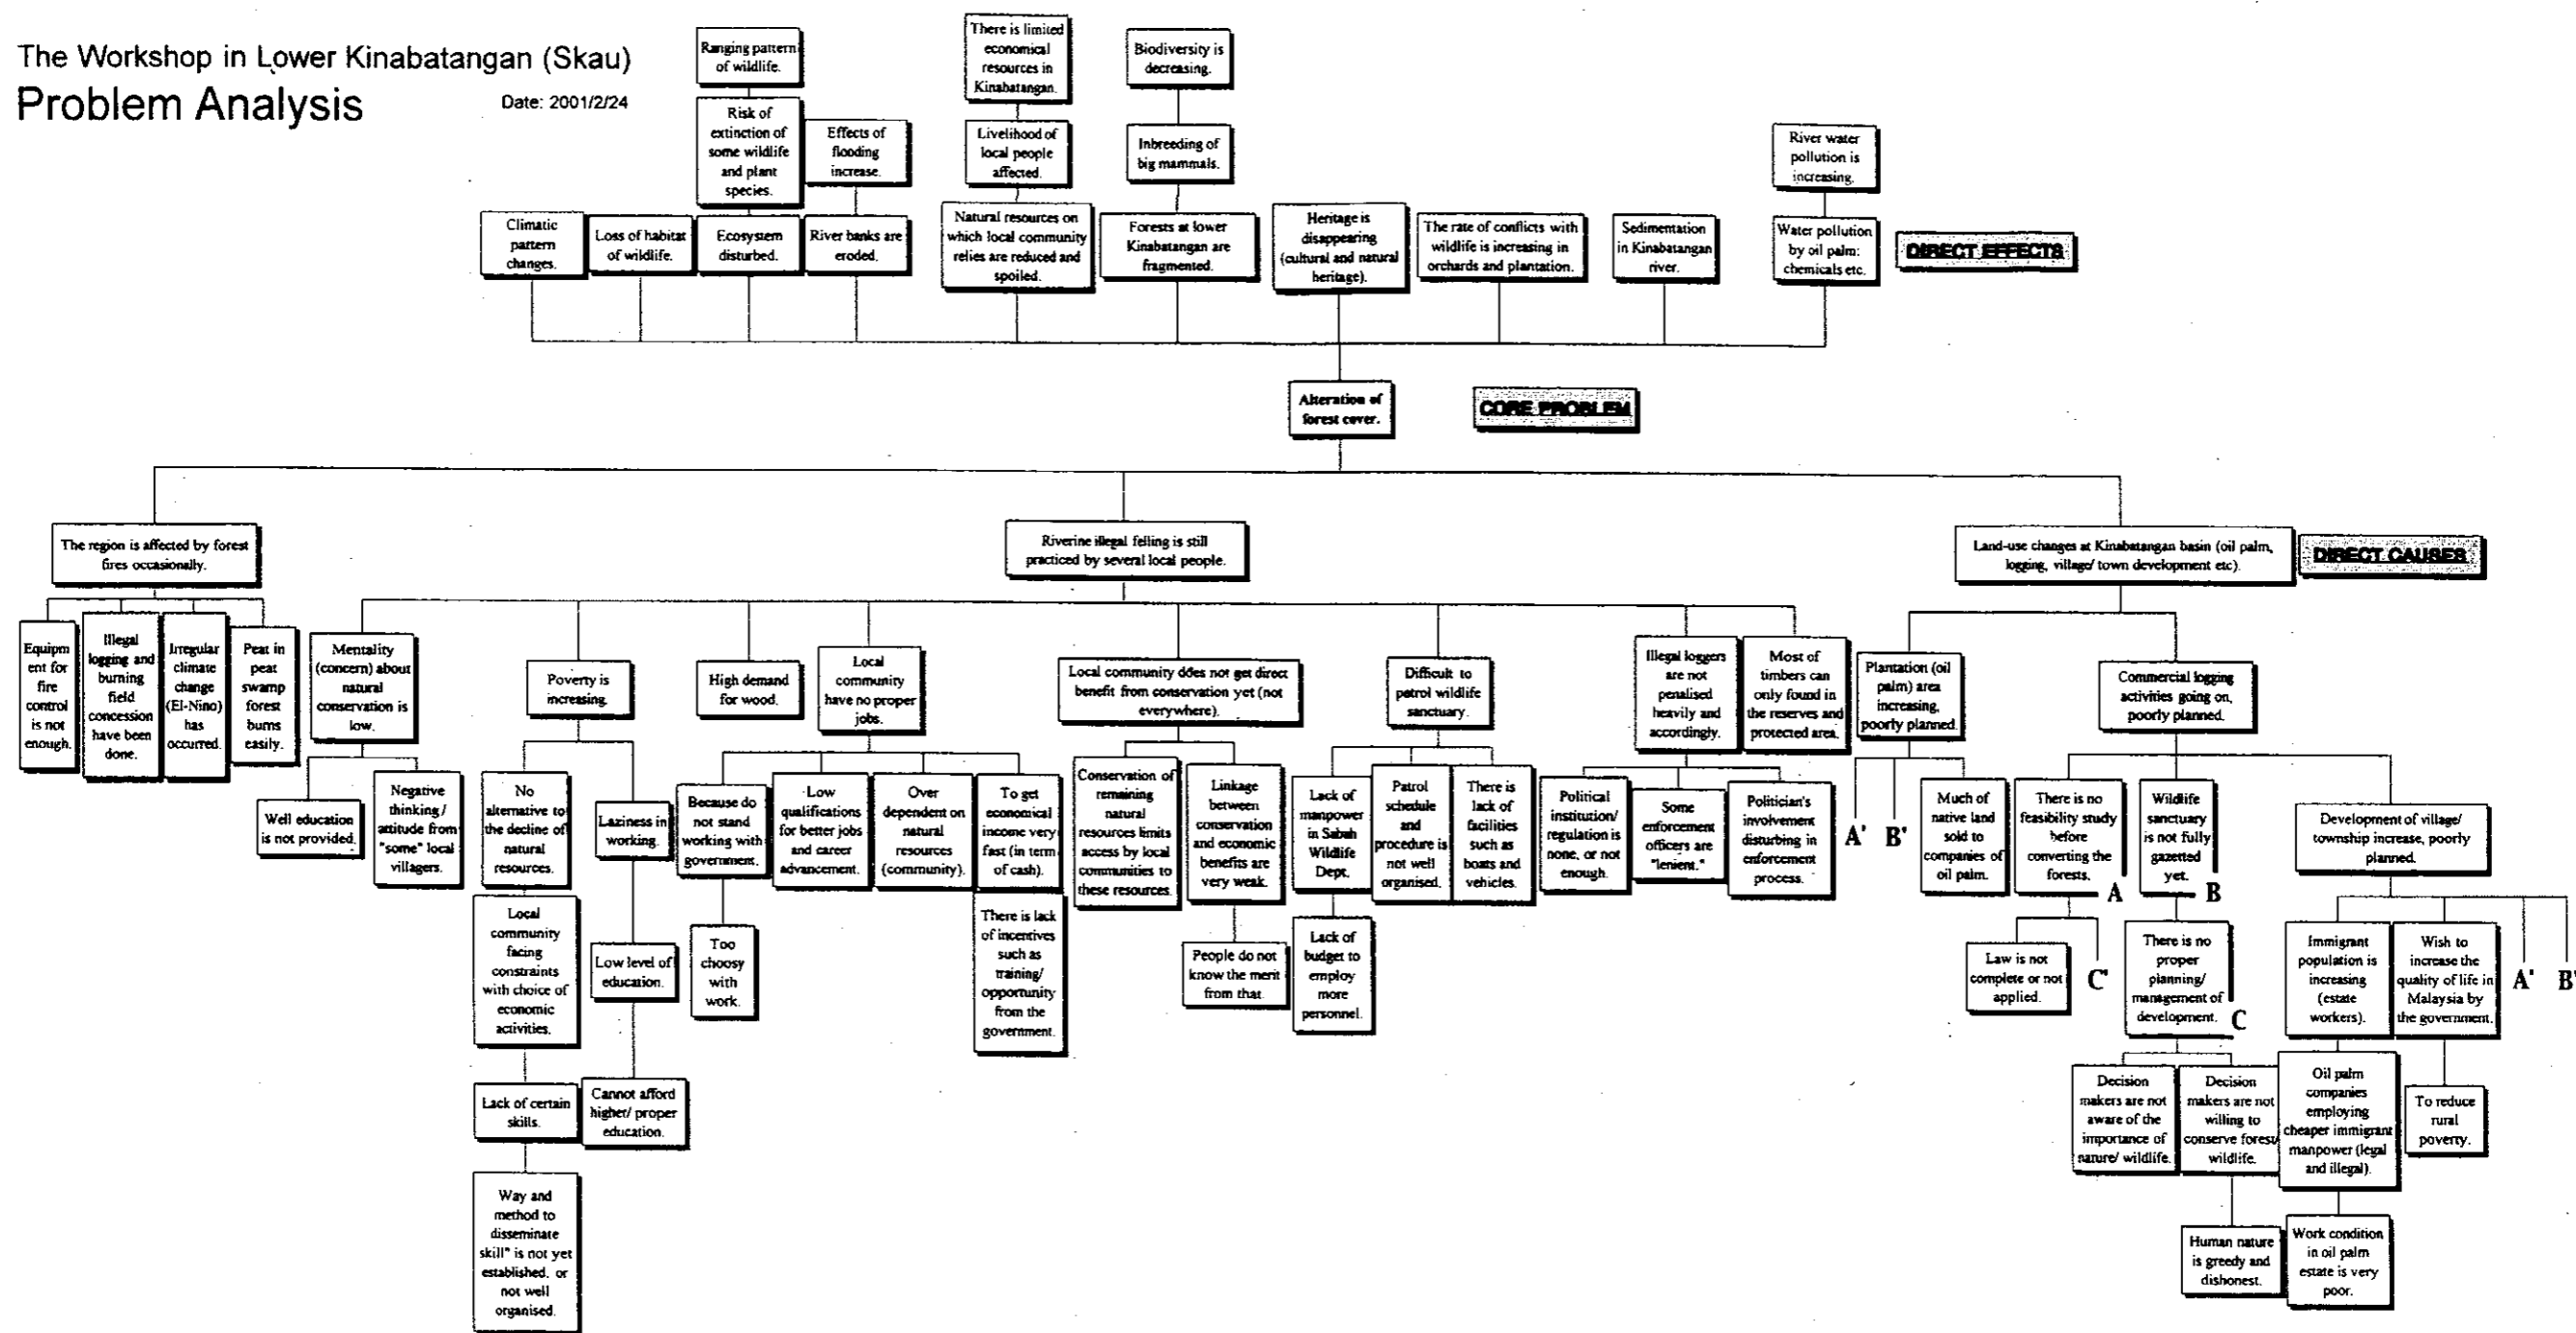 The Workshop in Lower Kinabatangan (Skau)
Problem Analysis
Date: 2001/2/24
Ranging pattern
of wildlife.
There is limited
economical
resources in
Kinabatangan.
Biodiversity is
decreasing.
Risk of
extinction of
some wildlife
and plant
species.
Effects of
flooding
increase.
Livelihood of
local people
affected.
Inbreeding of
big mammals.
River water
pollution is
increasing.
Climatic
pattern
changes.
Loss of habitat
of wildlife.
Ecosystem
disturbed.
River banks are
eroded.
Natural resources on
which local community
relies are reduced and
spoiled.
Forests at lower
Kinabatangan are
fragmented.
Heritage is
disappearing
(cultural and natural
heritage).
The rate of conflicts with
wildlife is increasing in
orchards and plantation.
Sedimentation
in Kinabatangan
river.
Water pollution
by oil palm:
chemicals etc.
DIRECT EFFECTS
Alteration of
forest cover.
CORE PROBLEM
The region is affected by forest
fires occasionally.
Riverine illegal felling is still
practiced by several local people.
Land-use changes at Kinabatangan basin (oil palm,
logging, village/ town development etc).
DIRECT CAUSES
Equipm
ent for
fire
control
is not
enough.
Illegal
logging and
burning
field
concession
have been
done.
Irregular
climate
change
(El-Nino)
has
occurred.
Peat in
peat
swamp
forest
burns
easily.
Mentality
(concern) about
natural
conservation is
low.
Poverty is
increasing.
High demand
for wood.
Local
community
have no proper
jobs.
Local community does not get direct
benefit from conservation yet (not
everywhere).
Difficult to
patrol wildlife
sanctuary.
Illegal loggers
are not
penalised
heavily and
accordingly.
Most of
timbers can
only found in
the reserves and
protected area.
Plantation (oil
palm) area
increasing,
poorly planned.
Commercial logging
activities going on,
poorly planned.
Well education
is not provided.
Negative
thinking/
attitude from
"some" local
villagers.
No
alternative to
the decline of
natural
resources.
Laziness in
working.
Because do
not stand
working with
government.
Low
qualifications
for better jobs
and career
advancement.
Over
dependent on
natural
resources
(community).
To get
economical
income very
fast (in term
of cash).
Conservation of
remaining
natural
resources limits
access by local
communities to
these resources.
Linkage
between
conservation
and economic
benefits are
very weak.
Lack of
manpower
in Sabah
Wildlife
Dept.
Patrol
schedule
and
procedure is
not well
organised.
There is
lack of
facilities
such as
boats and
vehicles.
Political
institution/
regulation is
none, or not
enough.
Some
enforcement
officers are
"lenient."
Politician's
involvement
disturbing in
enforcement
process.
A'
B'
Much of
native land
sold to
companies of
oil palm.
There is no
feasibility study
before
converting the
forests.
A
Wildlife
sanctuary
is not fully
gazetted
yet.
B
Development of village/
township increase, poorly
planned.
Local
community
facing
constraints
with choice of
economic
activities.
Low level of
education.
Too
choosy
with
work.
There is lack
of incentives
such as
training/
opportunity
from the
government.
People do not
know the merit
from that.
Lack of
budget to
employ
more
personnel.
Law is not
complete or not
applied.
C'
There is no
proper
planning/
management of
development.
C
Immigrant
population is
increasing
(estate
workers).
Wish to
increase the
quality of life in
Malaysia by
the government.
A'
B'
Lack of certain
skills.
Cannot afford
higher/ proper
education.
Decision
makers are not
aware of the
importance of
nature/ wildlife.
Decision
makers are not
willing to
conserve forest/
wildlife.
Oil palm
companies
employing
cheaper immigrant
manpower (legal
and illegal).
To reduce
rural
poverty.
Way and
method to
disseminate
skill" is not yet
established, or
not well
organised.
Human nature
is greedy and
dishonest.
Work condition
in oil palm
estate is very
poor.